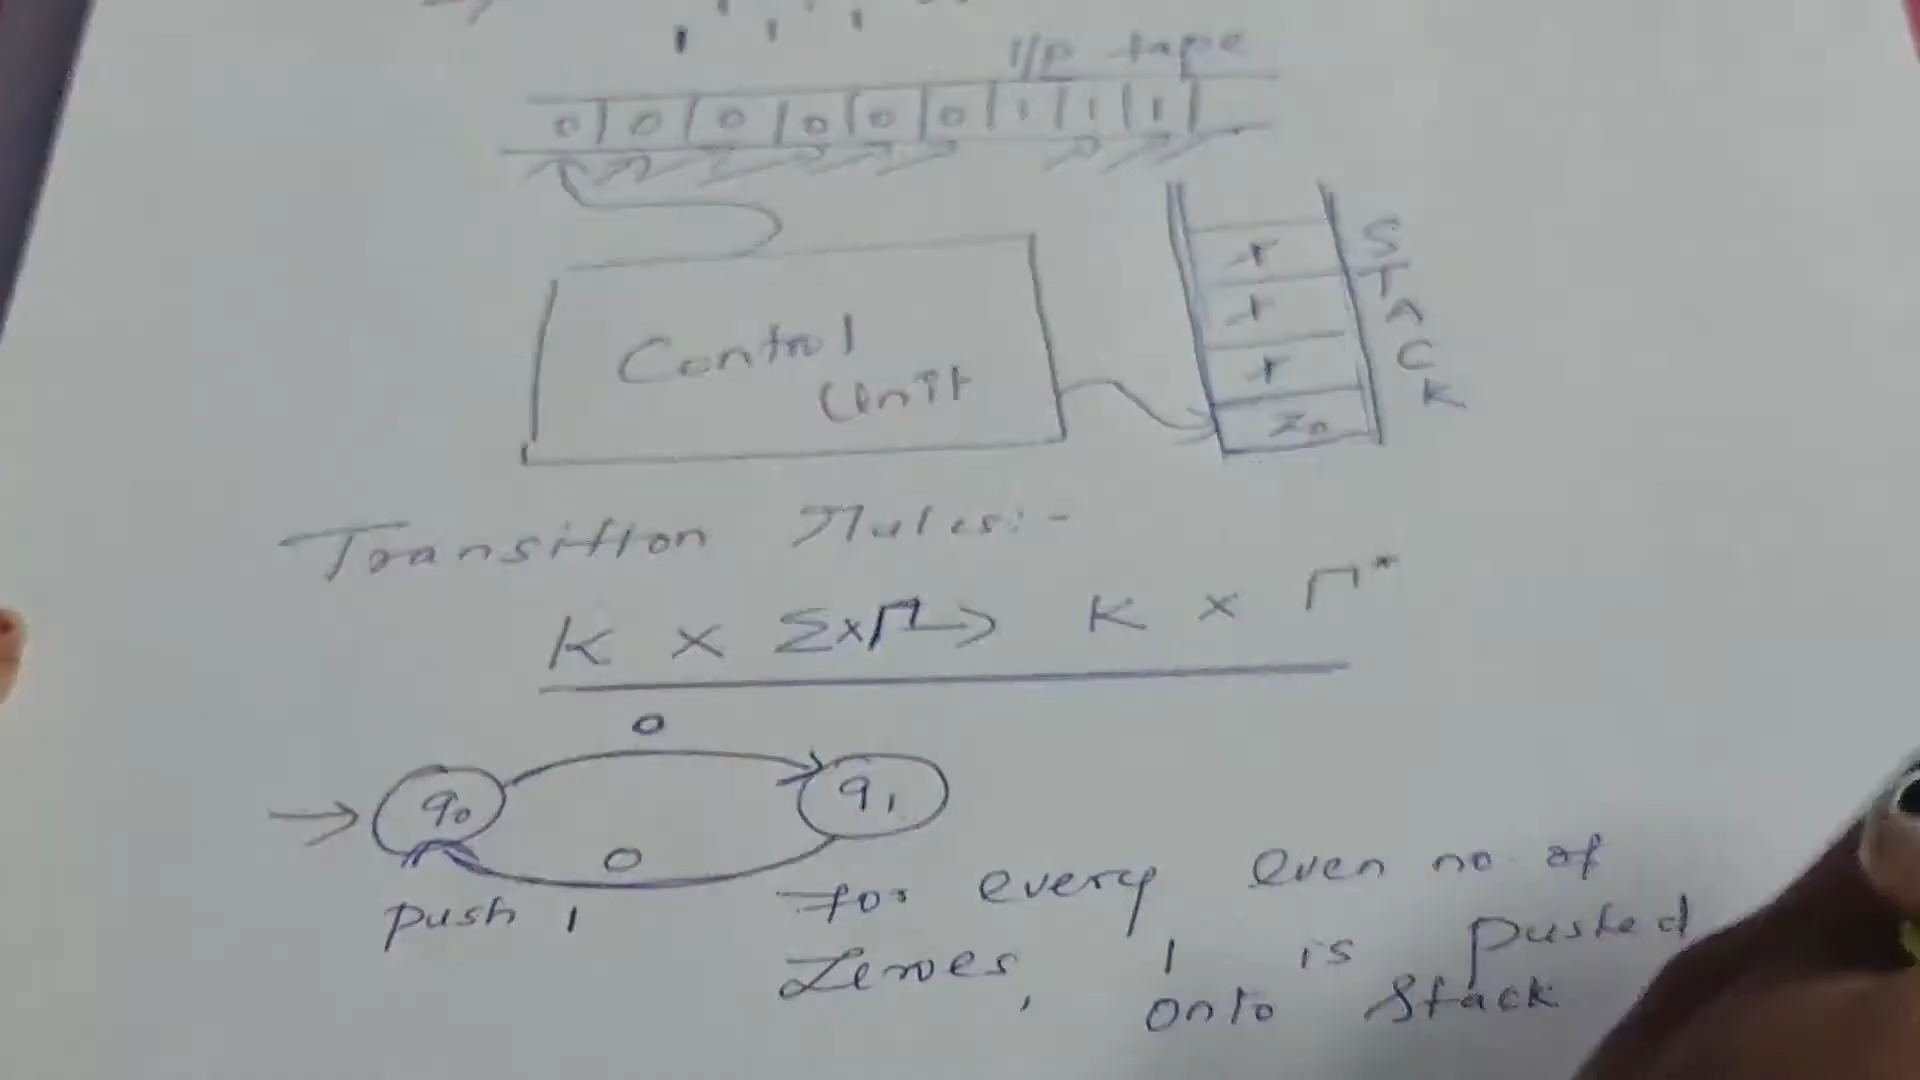 I/P tape
0 0 0 0 0 0 1 1 1
Control
Unit
Z0
STACK
Transition Rules:-
K × Σ×Γ → K × Γ*
0
q0
q1
0
push 1
for every even no. of
Zeroes, 1 is pushed
onto Stack